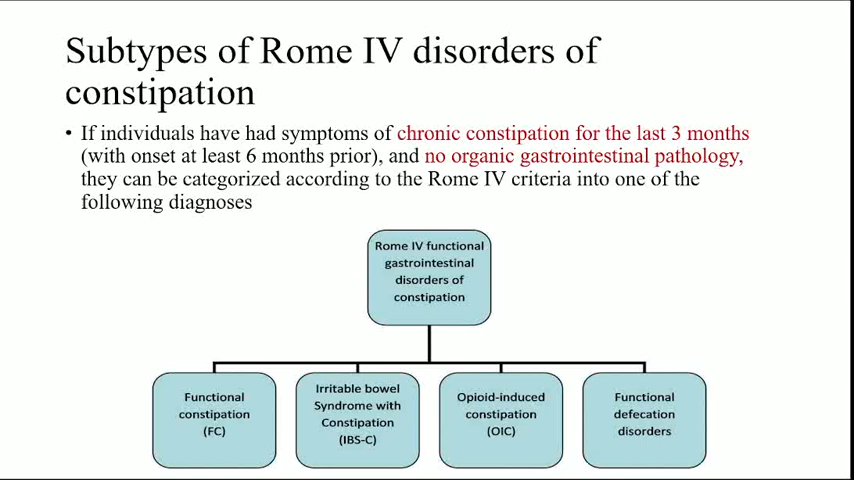 Subtypes of Rome IV disorders of
constipation
• If individuals have had symptoms of chronic constipation for the last 3 months
(with onset at least 6 months prior), and no organic gastrointestinal pathology,
they can be categorized according to the Rome IV criteria into one of the
following diagnoses
Rome IV functional
gastrointestinal
disorders of
constipation
Functional
constipation
(FC)
Irritable bowel
Syndrome with
Constipation
(IBS-C)
Opioid-induced
constipation
(OIC)
Functional
defecation
disorders